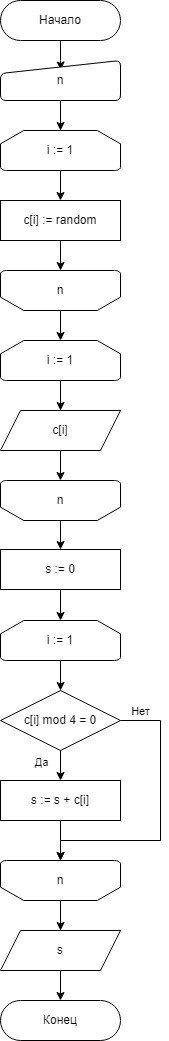 Начало
n
i := 1
c[i] := random
n
i := 1
c[i]
n
s := 0
i := 1
c[i] mod 4 = 0
Нет
Да
s := s + c[i]
n
s
Конец